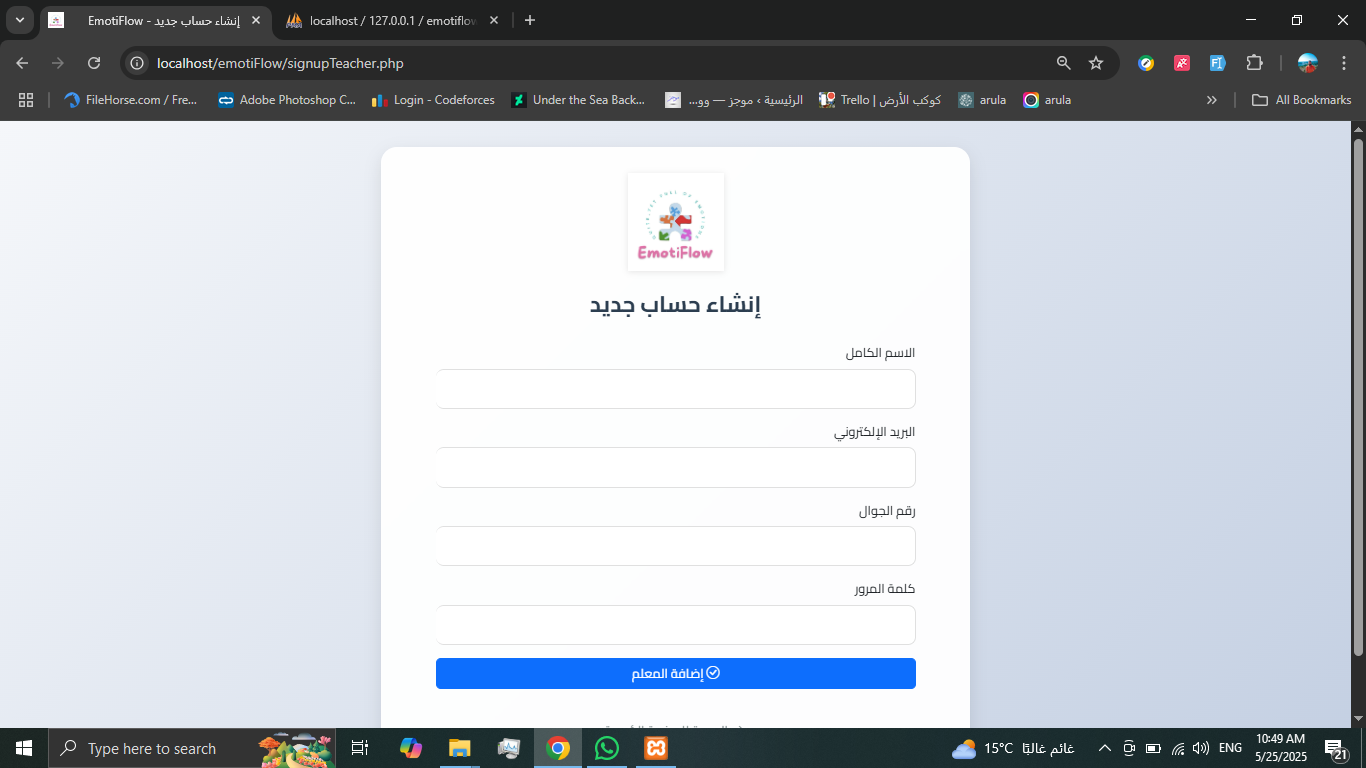 EmotiFlow - إنشاء حساب جديد
localhost / 127.0.0.1 / emotiflow
localhost/emotiFlow/signupTeacher.php
FileHorse.com / Fre...
Adobe Photoshop C...
Login - Codeforces
Under the Sea Back...
الرئيسية › موجز — وو...
Trello | كوكب الأرض
arula
arula
All Bookmarks
EmotiFlow
إنشاء حساب جديد
الاسم الكامل
البريد الإلكتروني
رقم الجوال
كلمة المرور
إضافة المعلم
Type here to search
15°C غائم غالبًا
ENG
10:49 AM
5/25/2025
21